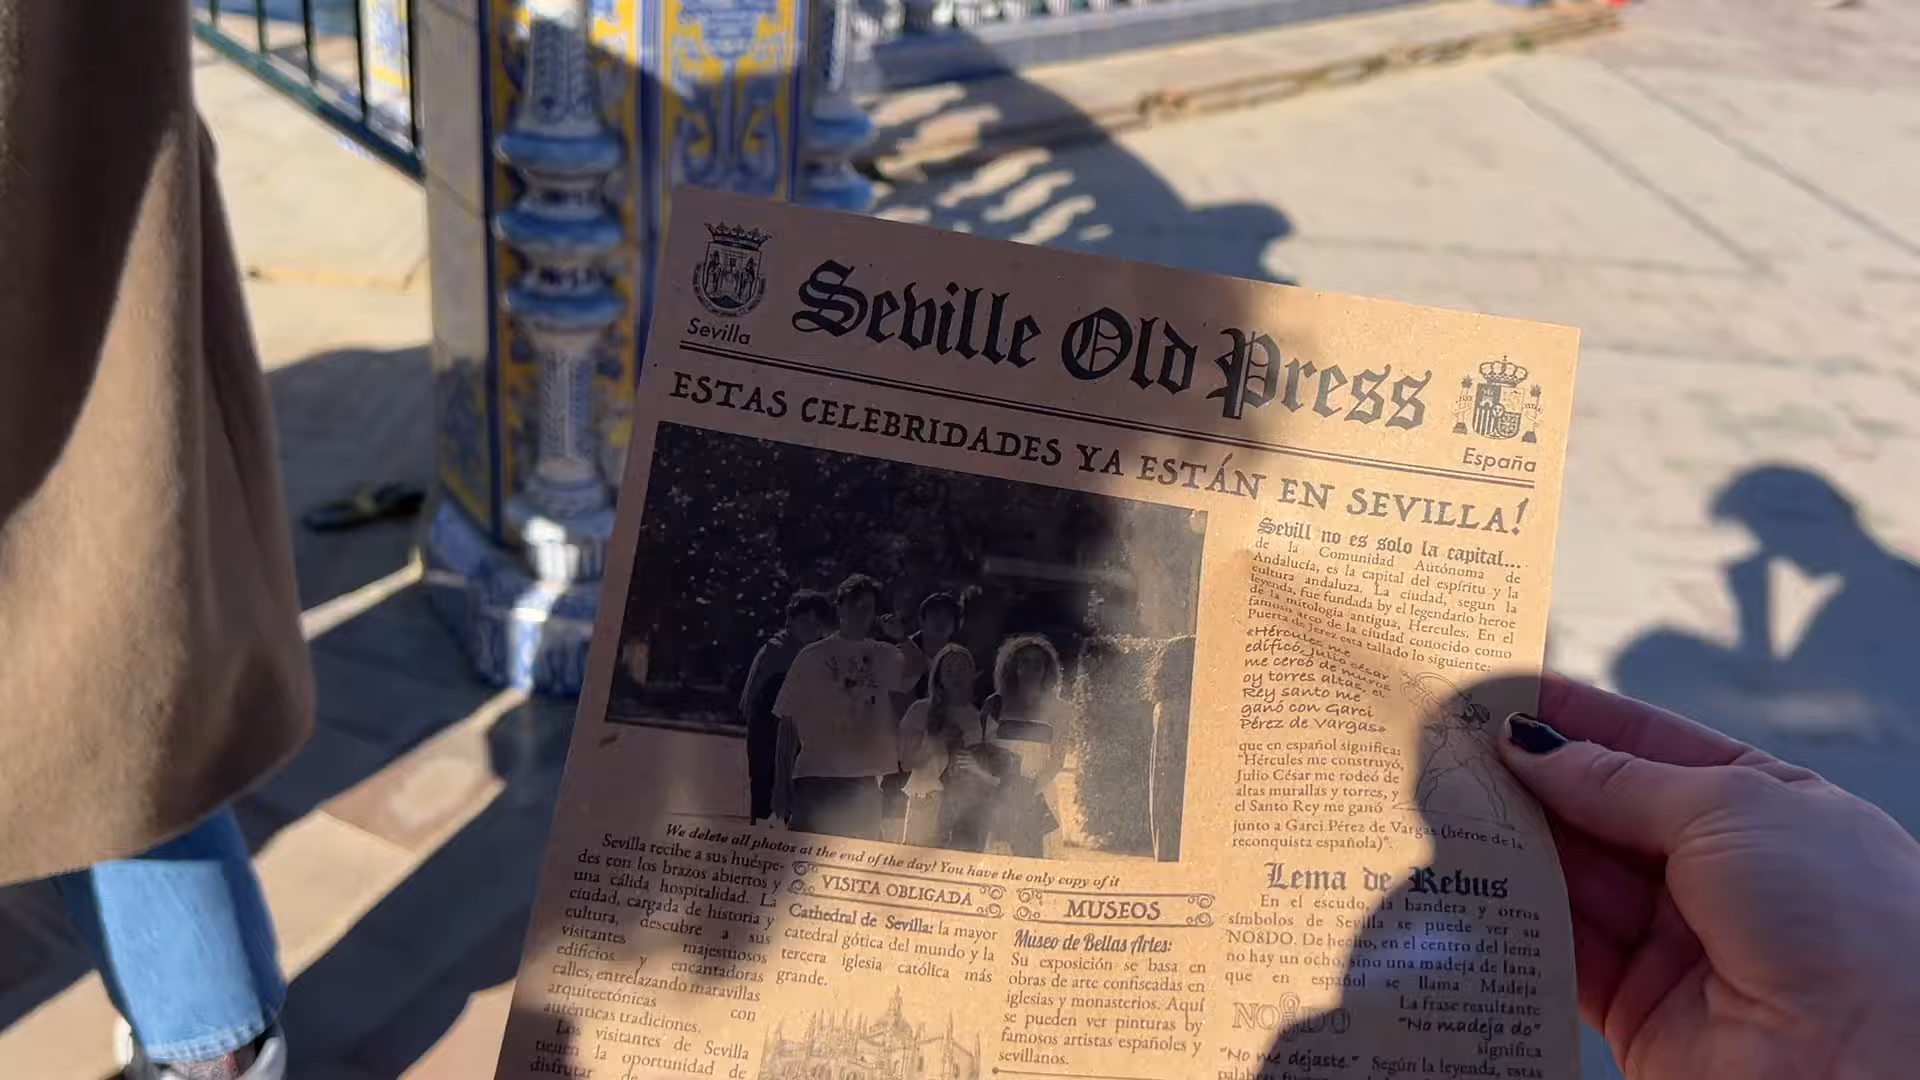 Seville Old Press
Sevilla
España
ESTAS CELEBRIDADES YA ESTÁN EN SEVILLA!
We delete all photos at the end of the day! You have the only copy of it
Sevilla recibe a sus huéspe-
des con los brazos abiertos y
una cálida hospitalidad. La
ciudad, cargada de historia y
cultura, descubre a sus
visitantes majestuosos
edificios y encantadoras
calles, entrelazando maravillas
arquitectónicas con
auténticas tradiciones.
Los visitantes de Sevilla
tienen la oportunidad de
disfrutar de
VISITA OBLIGADA
Cathedral de Sevilla: la mayor
catedral gótica del mundo y la
tercera iglesia católica más
grande.
MUSEOS
Museo de Bellas Artes:
Su exposición se basa en
obras de arte confiscadas en
iglesias y monasterios. Aquí
se pueden ver pinturas by
famosos artistas españoles y
sevillanos.
Sevill no es solo la capital...
de la Comunidad Autónoma de
Andalucía, es la capital del espíritu y la
cultura andaluza. La ciudad, según la
leyenda, fue fundada by el legendario heroe
de la mitología antigua, Hercules. En el
famoso arco de la ciudad conocido como
Puerta de Jerez esta tallado lo siguiente:
«Hércules me
edificó, Julio césar
me cercó de muros
oy torres altas, el
Rey santo me
ganó con Garci
Pérez de Vargas»
que en español significa:
"Hércules me construyó,
Julio César me rodeó de
altas murallas y torres, y
el Santo Rey me ganó
junto a Garci Pérez de Vargas (héroe de la
reconquista española)".
Lema de Rebus
En el escudo, la bandera y otros
símbolos de Sevilla se puede ver su
NO8DO. De hecho, en el centro del lema
no hay un ocho, sino una madeja de lana,
que en español se llama Madeja
NO8DO
La frase resultante
"No madeja do"
significa
"No me dejaste." Según la leyenda, estas
palabras